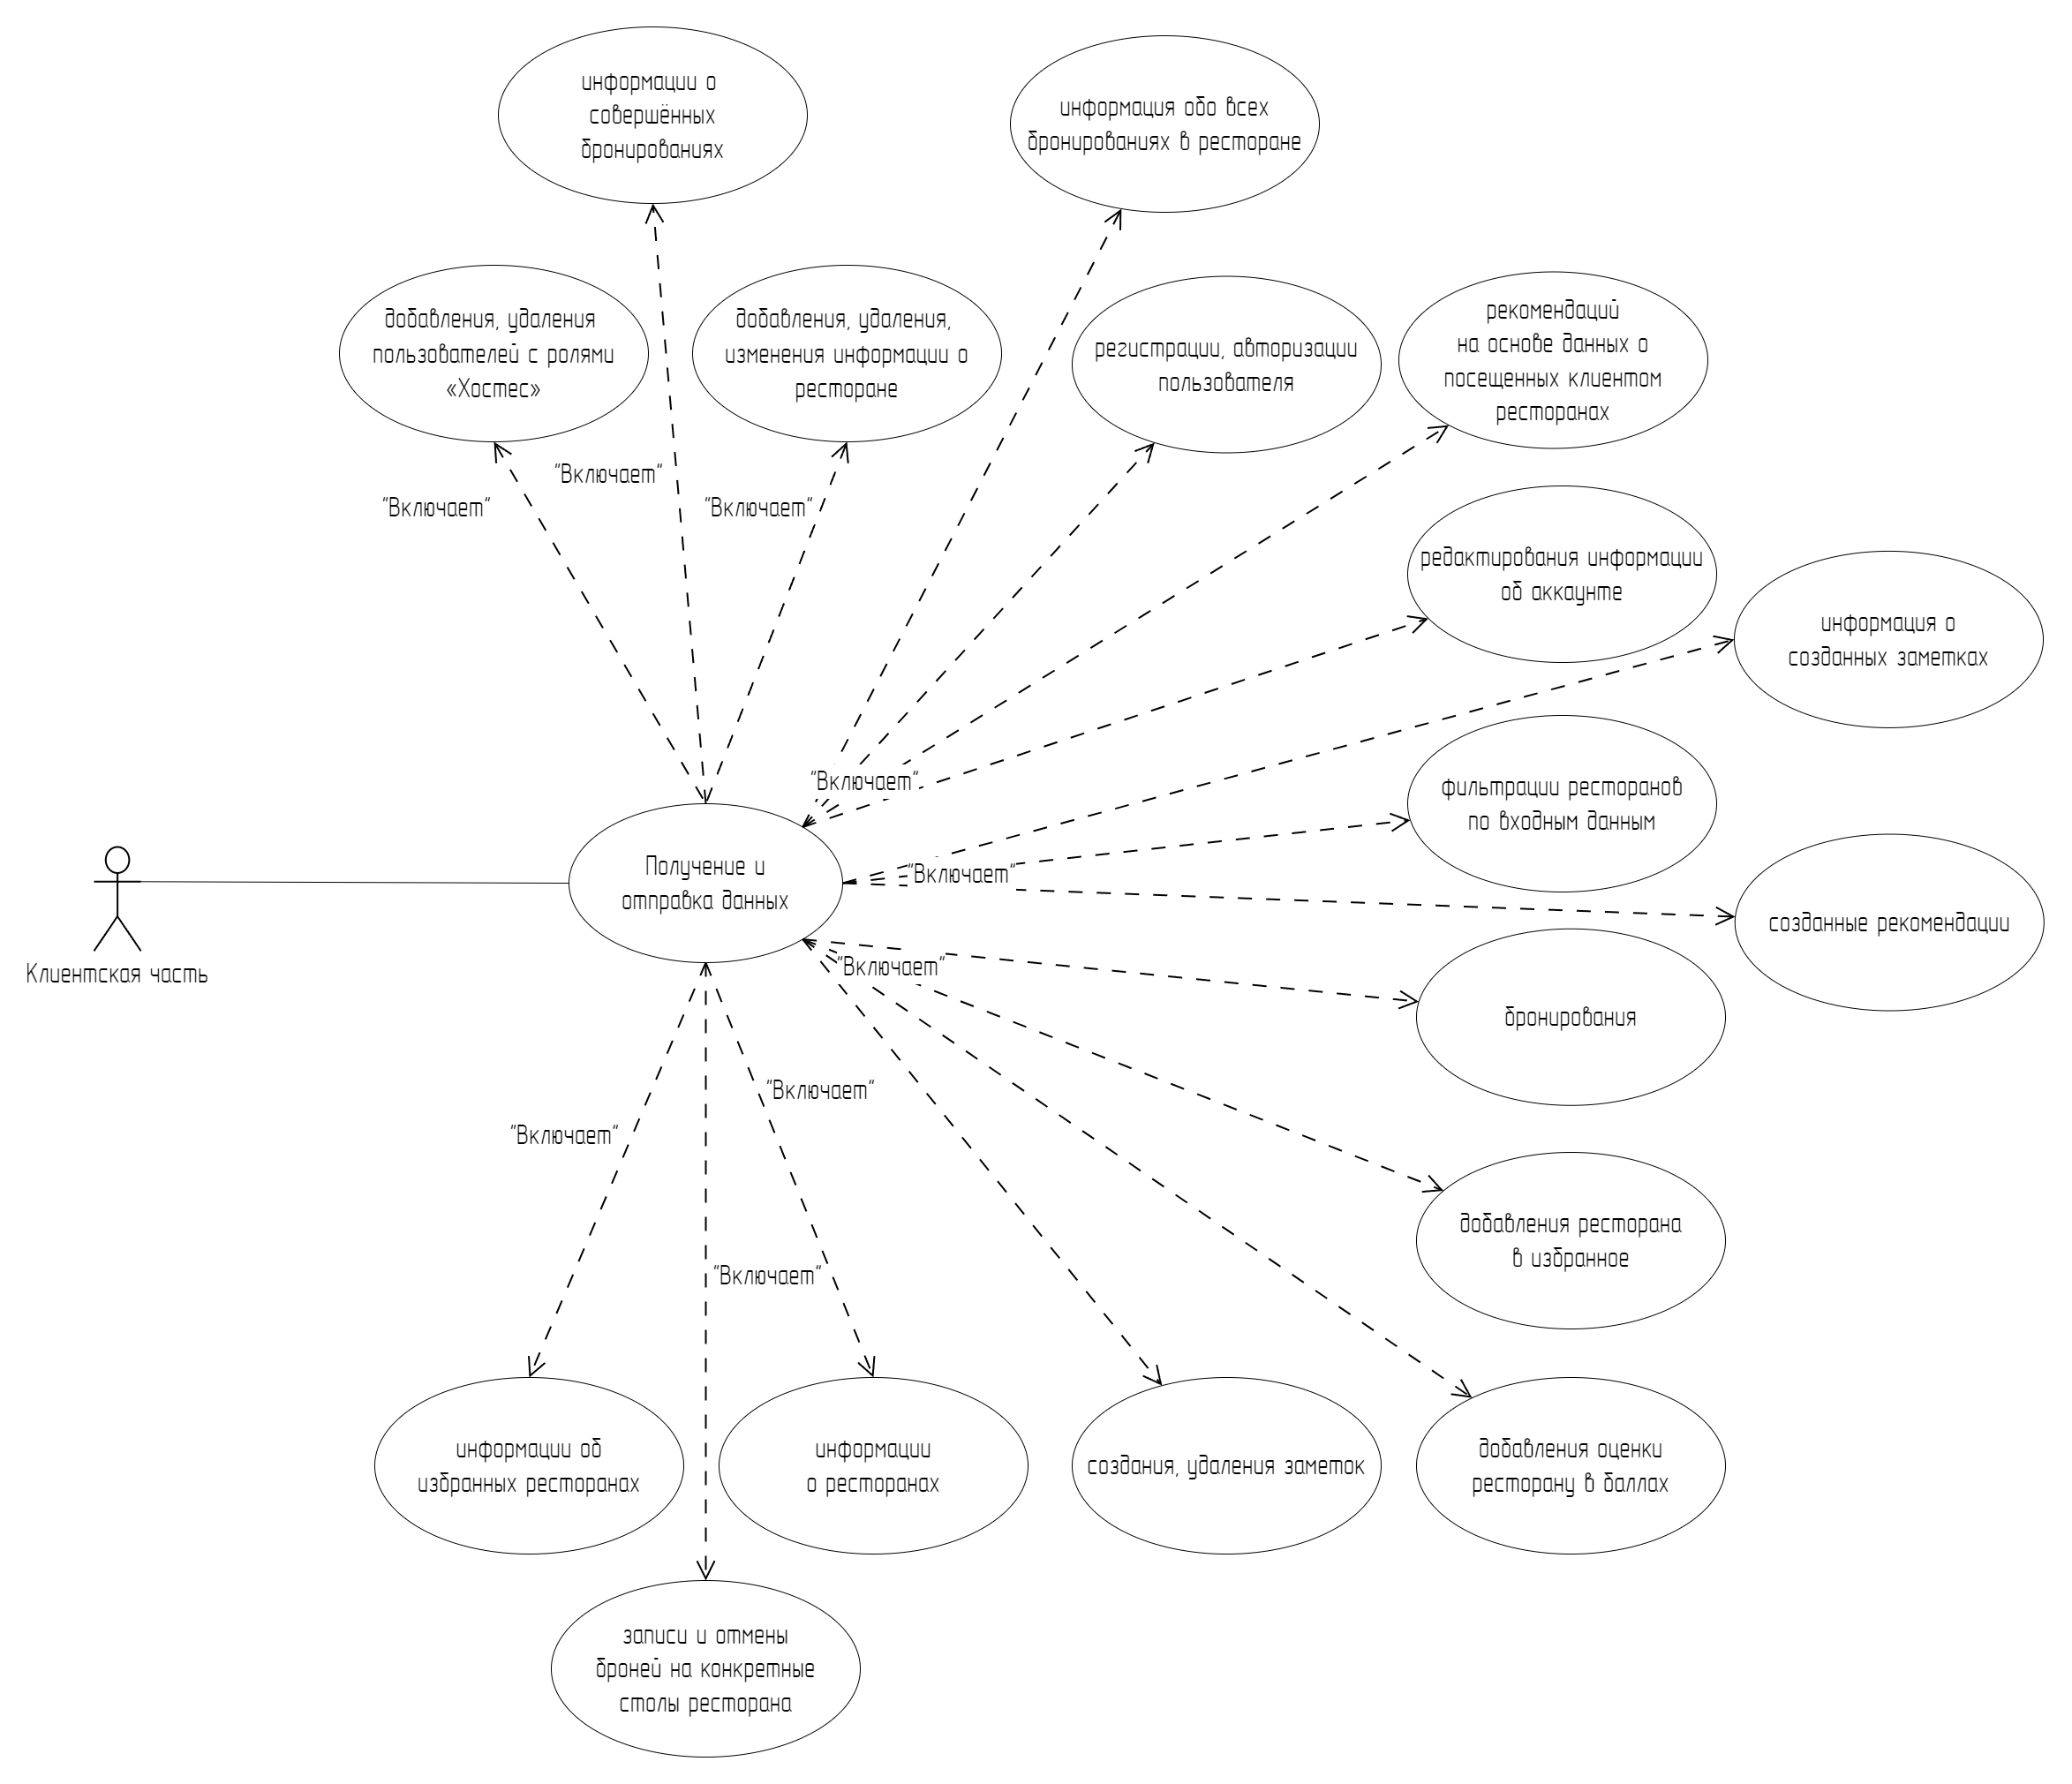 информации о
совершённых
бронированиях
информация обо всех
бронированиях в ресторане
добавления, удаления
пользователей с ролями
«Хостес»
добавления, удаления,
изменения информации о
ресторане
регистрации, авторизации
пользователя
рекомендаций
на основе данных о
посещенных клиентом
ресторанах
"Включает"
"Включает"
"Включает"
редактирования информации
об аккаунте
информация о
созданных заметках
"Включает"
фильтрации ресторанов
по входным данным
Получение и
отправка данных
"Включает"
созданные рекомендации
Клиентская часть
"Включает"
бронирования
"Включает"
"Включает"
добавления ресторана
в избранное
"Включает"
информации об
избранных ресторанах
информации
о ресторанах
создания, удаления заметок
добавления оценки
ресторану в баллах
записи и отмены
броней на конкретные
столы ресторана